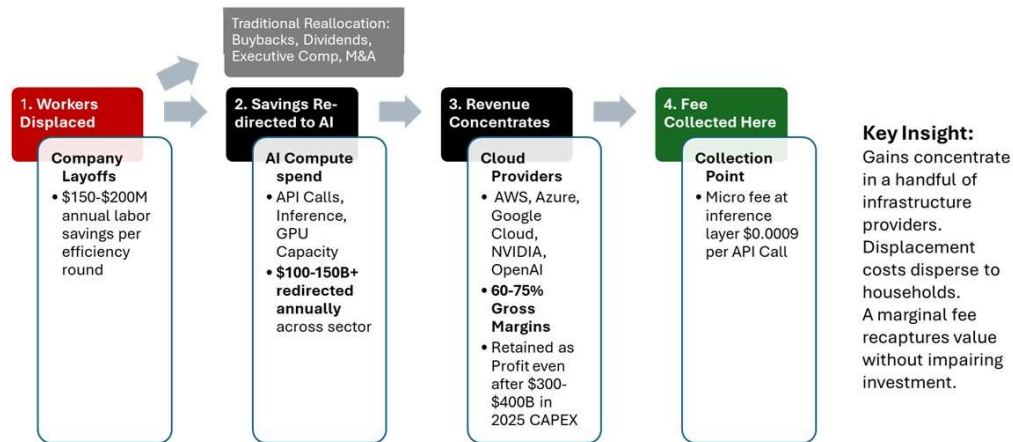 Traditional Reallocation:
Buybacks, Dividends,
Executive Comp, M&A
1. Workers
Displaced
Company
Layoffs
• $150-$200M
annual labor
savings per
efficiency
round
2. Savings Re-
directed to AI
AI Compute
spend
• API Calls,
Inference,
GPU
Capacity
• $100-150B+
redirected
annually
across sector
3. Revenue
Concentrates
Cloud
Providers
• AWS, Azure,
Google
Cloud,
NVIDIA,
OpenAI
• 60-75%
Gross
Margins
• Retained as
Profit even
after $300-
$400B in
2025 CAPEX
4. Fee
Collected Here
Collection
Point
• Micro fee at
inference
layer $0.0009
per API Call
Key Insight:
Gains concentrate
in a handful of
infrastructure
providers.
Displacement
costs disperse to
households.
A marginal fee
recaptures value
without impairing
investment.